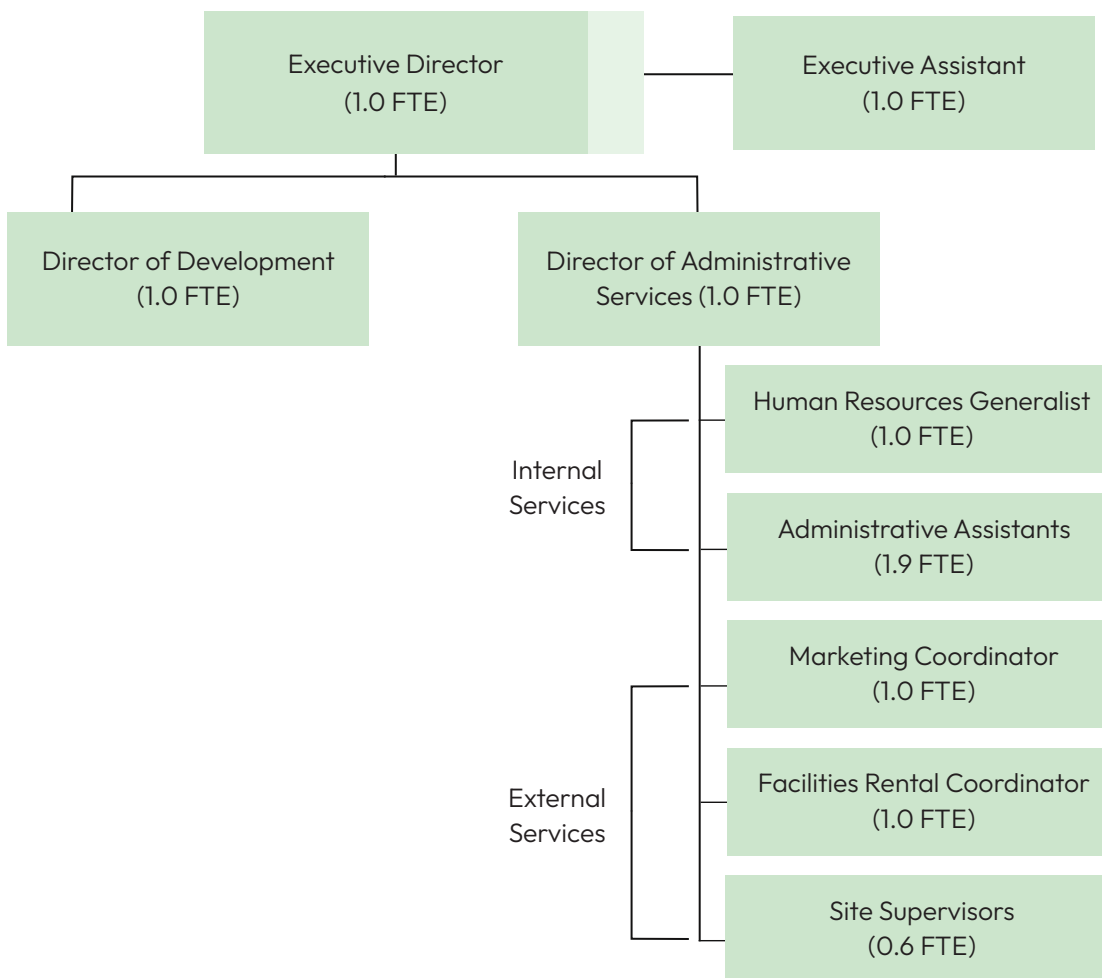 Executive Director
(1.0 FTE)
Executive Assistant
(1.0 FTE)
Director of Development
(1.0 FTE)
Director of Administrative
Services (1.0 FTE)
Human Resources Generalist
(1.0 FTE)
Internal
Services
Administrative Assistants
(1.9 FTE)
Marketing Coordinator
(1.0 FTE)
Facilities Rental Coordinator
(1.0 FTE)
External
Services
Site Supervisors
(0.6 FTE)